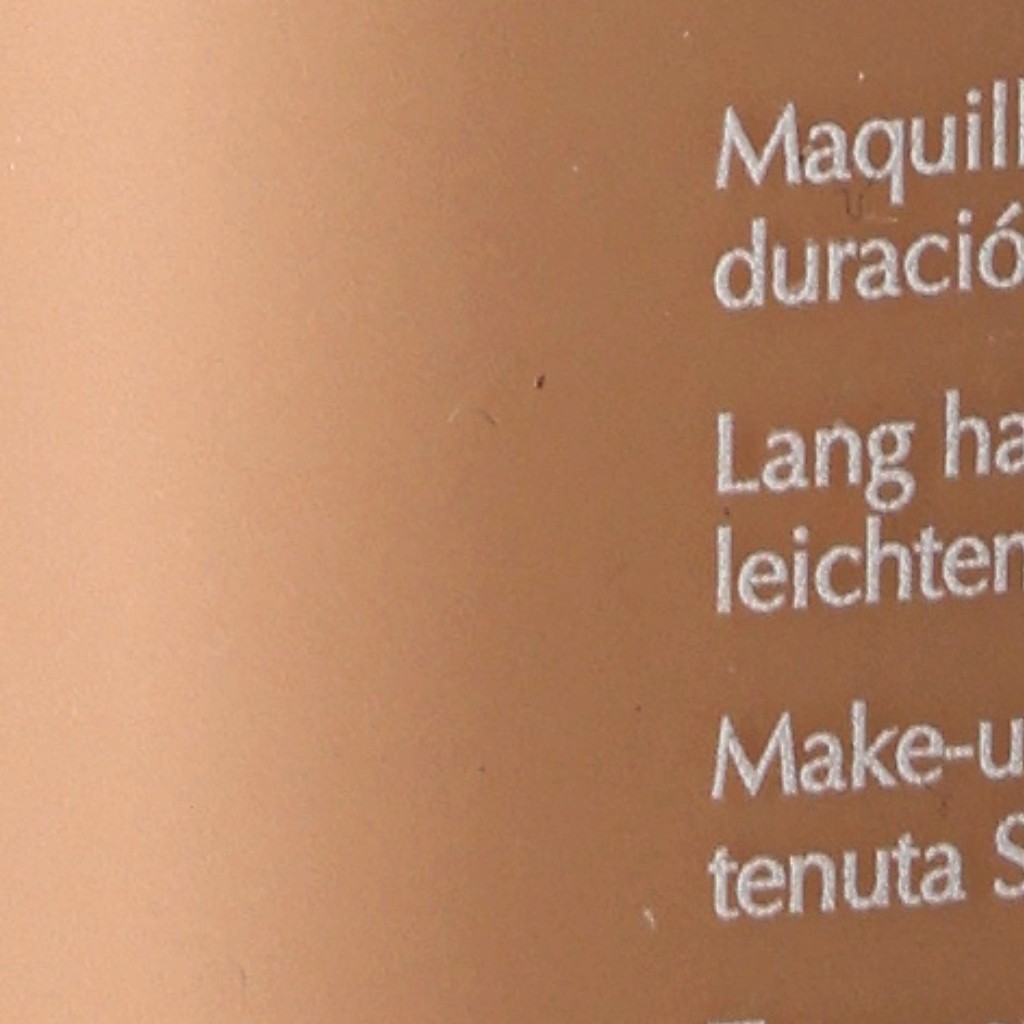 Maquill
duració
Lang ha
leichten
Make-u
tenuta S